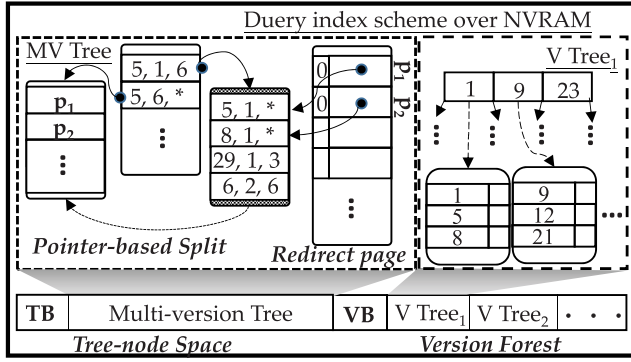 Duery index scheme over NVRAM
MV Tree
5, 1, 6
5, 6, *
p1
p2
5, 1, *
8, 1, *
29, 1, 3
6, 2, 6
0
0
p1
p2
Pointer-based Split
Redirect page
V Tree1
1 9 23
1
5
8
9
12
21
TB Multi-version Tree VB V Tree1 V Tree2 . . .
Tree-node Space Version Forest